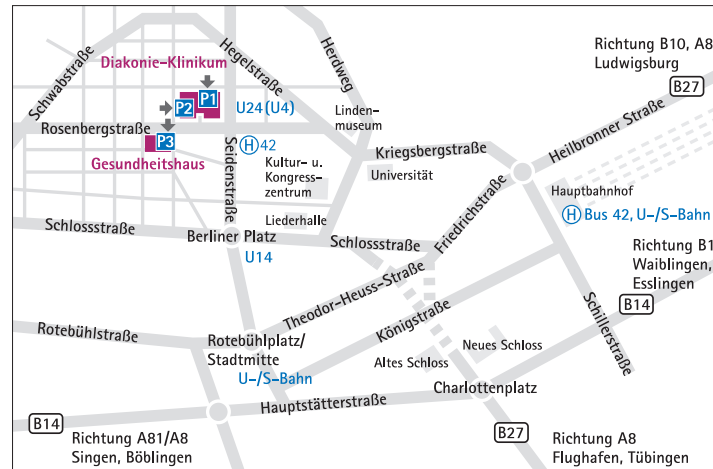 Schwabstraße
Diakonie-Klinikum
Hegelstraße
Herdweg
Richtung B10, A8
Ludwigsburg
B27
P1
P2
U24 (U4)
Linden-
museum
Rosenbergstraße
P3
Gesundheitshaus
Seidenstraße
H 42
Kultur- u.
Kongress-
zentrum
Liederhalle
Kriegsbergstraße
Universität
Heilbronner Straße
Hauptbahnhof
H Bus 42, U-/S-Bahn
Friedrichstraße
Schlossstraße
Berliner Platz
U14
Schlossstraße
Richtung B1
Waiblingen,
Esslingen
B14
Theodor-Heuss-Straße
Königstraße
Schillerstraße
Rotebühlstraße
Rotebühlplatz/
Stadtmitte
U-/S-Bahn
Altes Schloss
Neues Schloss
Charlottenplatz
Hauptstätterstraße
B14
Richtung A81/A8
Singen, Böblingen
B27
Richtung A8
Flughafen, Tübingen